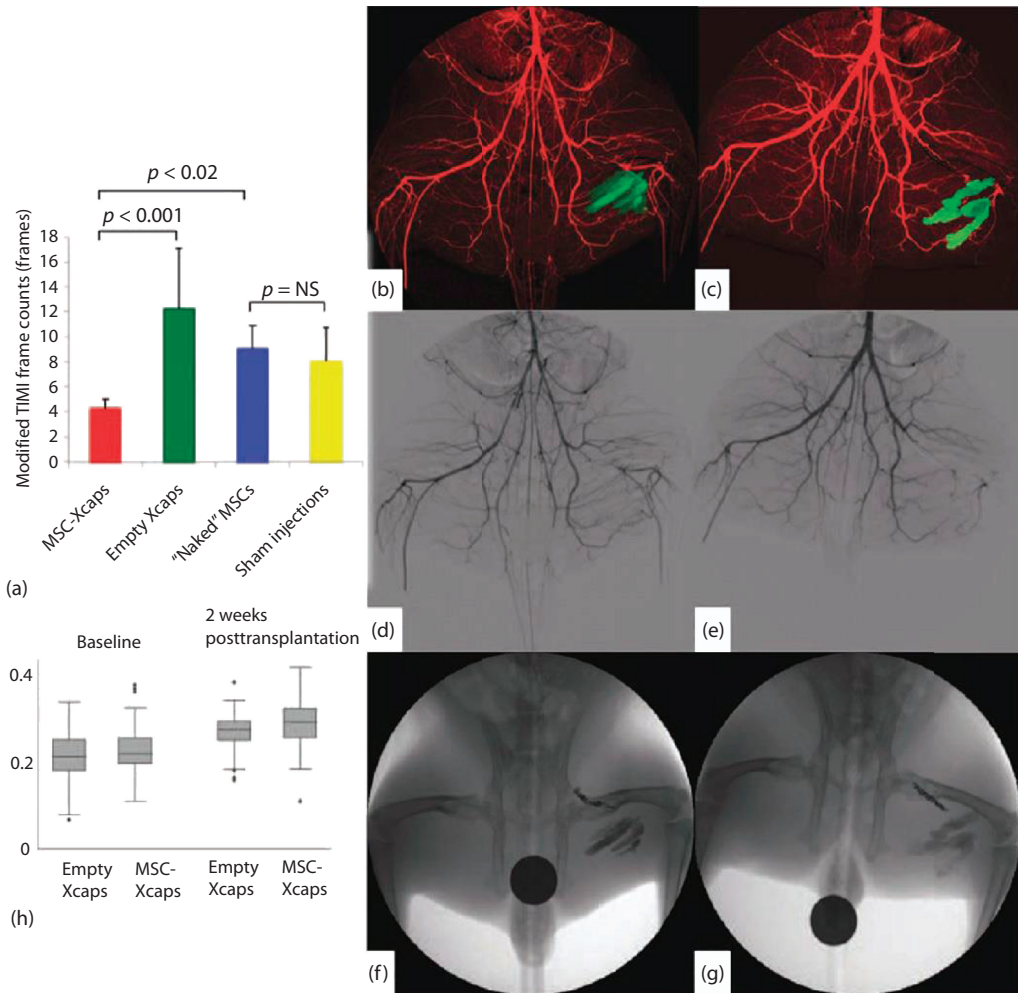 p < 0.02
p < 0.001
p = NS
Modified TIMI frame counts (frames)
18
16
14
12
10
8
6
4
2
0
MSC-Xcaps
Empty Xcaps
"Naked" MSCs
Sham injections
(a)
(b)
(c)
(d)
(e)
(f)
(g)
Baseline
2 weeks
posttransplantation
0.4
0.2
0
Empty
Xcaps
MSC-
Xcaps
Empty
Xcaps
MSC-
Xcaps
(h)